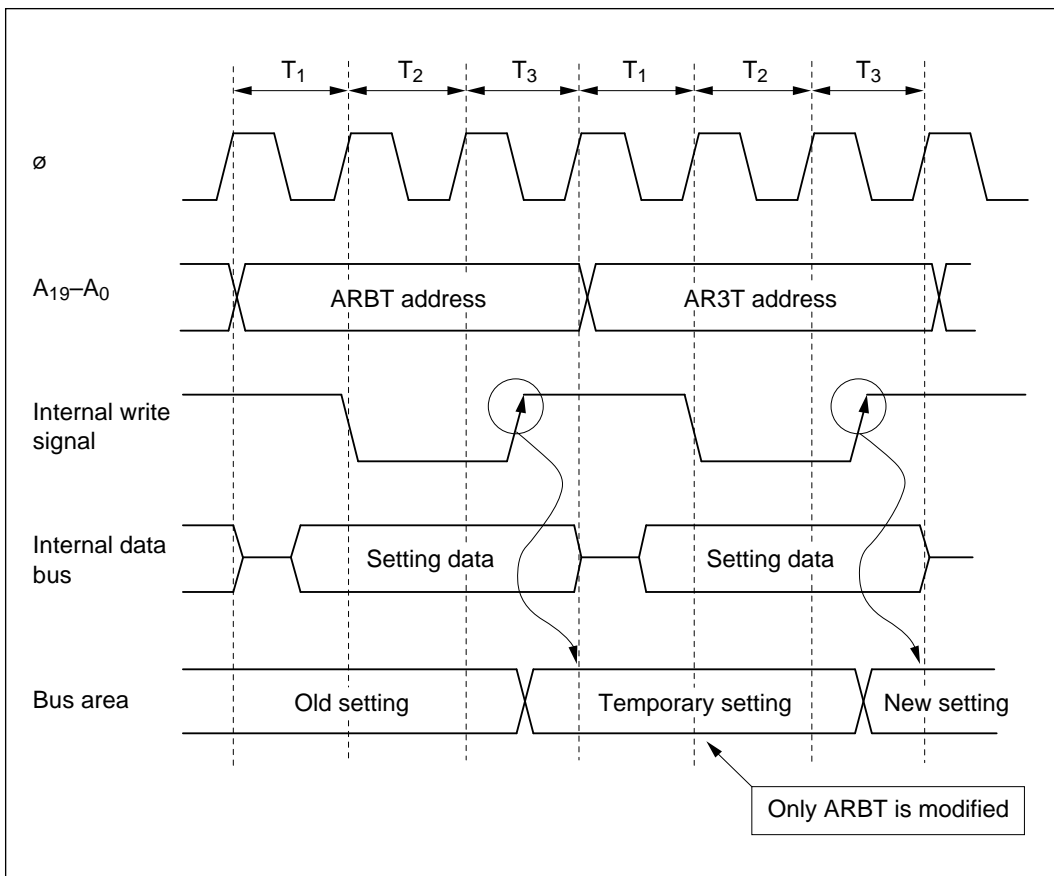 T1 T2 T3 T1 T2 T3
ø
A19–A0
ARBT address AR3T address
Internal write
signal
Internal data
bus
Setting data Setting data
Bus area
Old setting Temporary setting New setting
Only ARBT is modified